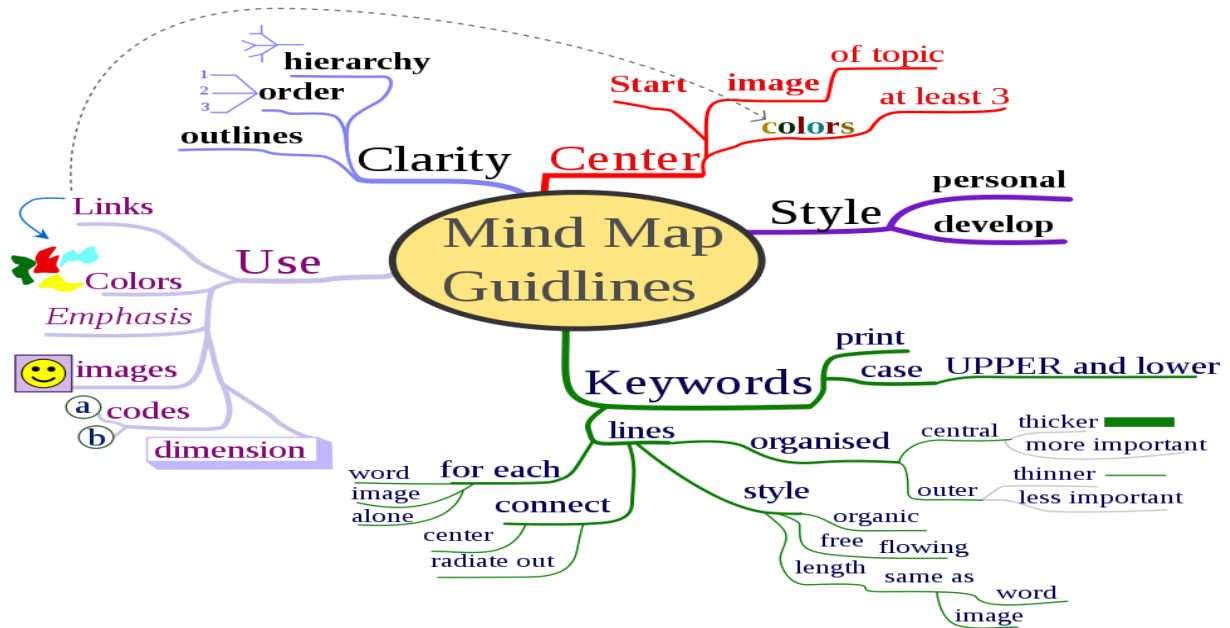 Mind Map
Guidlines
Clarity
hierarchy
order
1
2
3
outlines
Center
Start
image
of topic
colors
at least 3
Style
personal
develop
Use
Links
Colors
Emphasis
images
codes
a
b
dimension
Keywords
print
case
UPPER and lower
lines
for each
word
image
alone
connect
center
radiate out
organised
central
thicker
more important
outer
thinner
less important
style
organic
free
flowing
length
same as
word
image